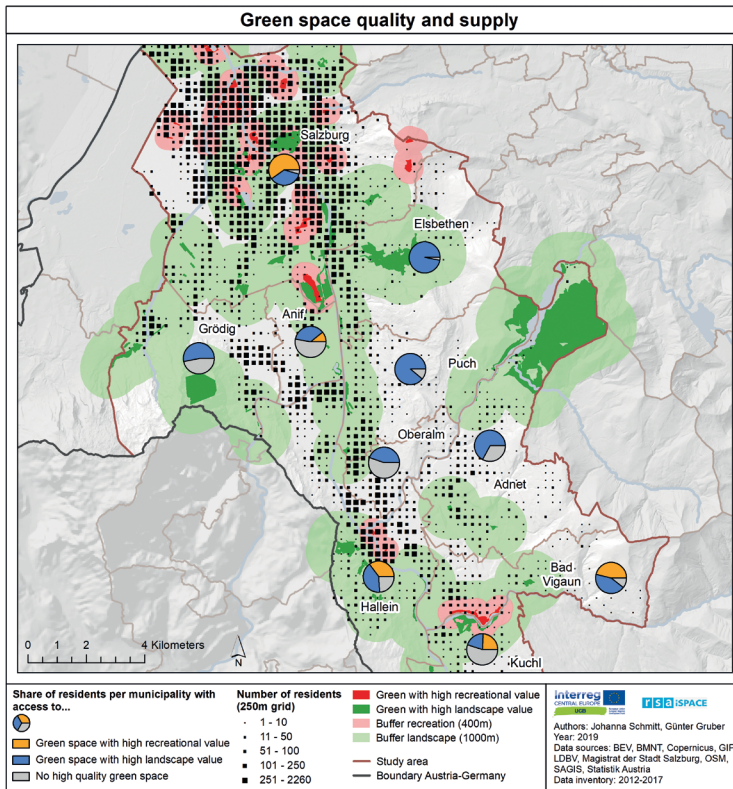 Green space quality and supply
Salzburg
Elsbethen
Anif
Grödig
Puch
Oberalm
Adnet
Bad
Vigaun
Hallein
Kuchl
0 1 2 4 Kilometers
N
Share of residents per municipality with
access to...
Green space with high recreational value
Green space with high landscape value
No high quality green space
Number of residents
(250m grid)
1 - 10
11 - 50
51 - 100
101 - 250
251 - 2260
Green with high recreational value
Green with high landscape value
Buffer recreation (400m)
Buffer landscape (1000m)
Study area
Boundary Austria-Germany
Interreg
CENTRAL EUROPE
UGB
RSA iSPACE
Authors: Johanna Schmitt, Günter Gruber
Year: 2019
Data sources: BEV, BMNT, Copernicus, GIP,
LDBV, Magistrat der Stadt Salzburg, OSM,
SAGIS, Statistik Austria
Data inventory: 2012-2017